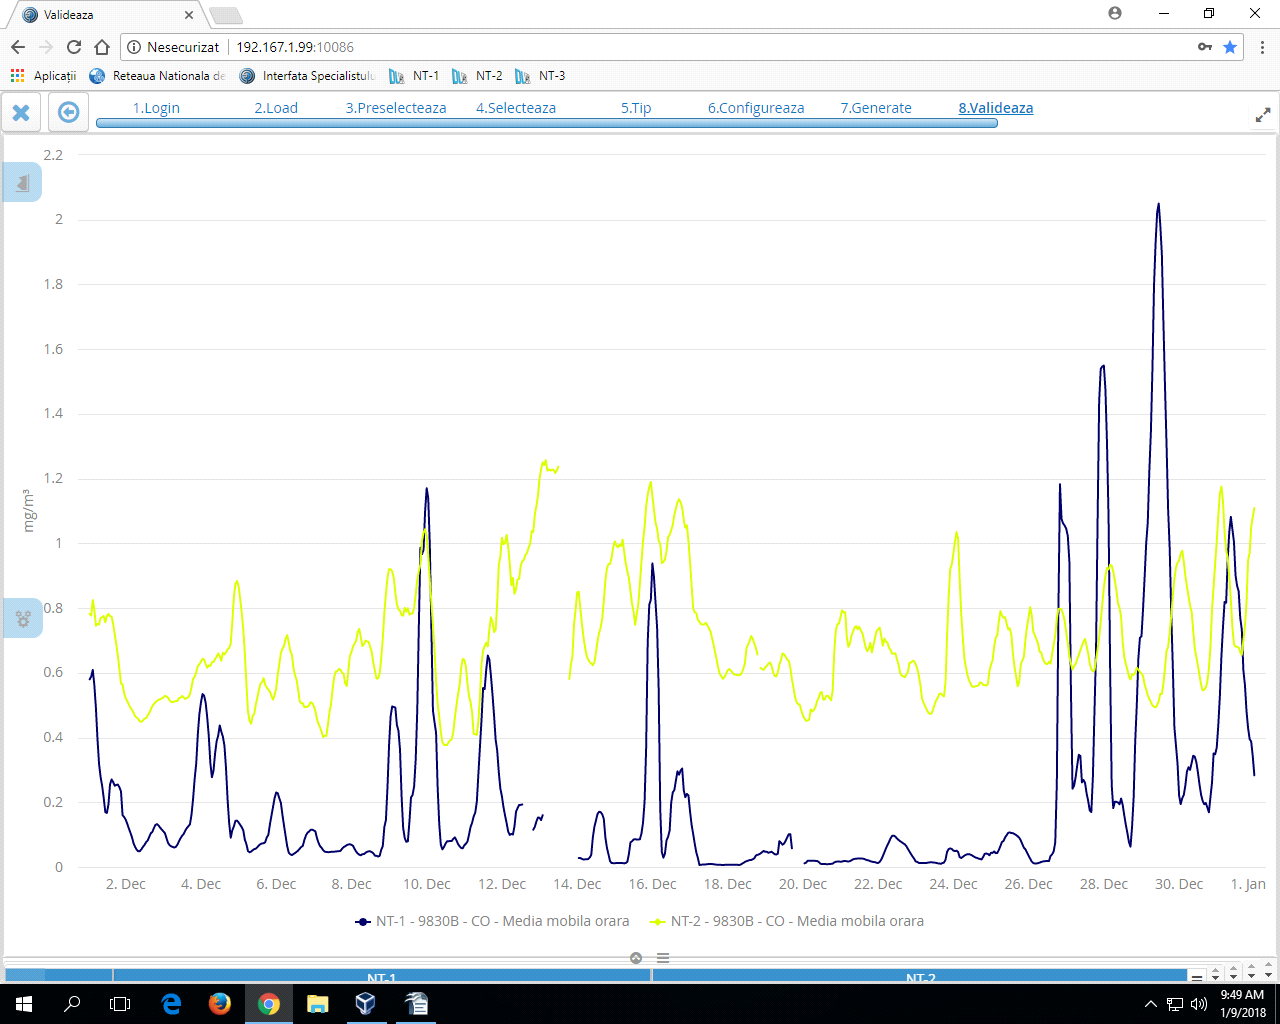 Valideaza
Nesecurizat 192.167.1.99:10086
Aplicații Reteaua Nationala de Interfata Specialistulu NT-1 NT-2 NT-3
1.Login 2.Load 3.Preselecteaza 4.Selecteaza 5.Tip 6.Configureaza 7.Generate 8.Valideaza
2.2
2
1.8
1.6
1.4
1.2
1
0.8
0.6
0.4
0.2
0
mg/m³
2. Dec 4. Dec 6. Dec 8. Dec 10. Dec 12. Dec 14. Dec 16. Dec 18. Dec 20. Dec 22. Dec 24. Dec 26. Dec 28. Dec 30. Dec 1. Jan
NT-1 - 9830B - CO - Media mobila orara NT-2 - 9830B - CO - Media mobila orara
NT-1 NT-2
9:49 AM
1/9/2018